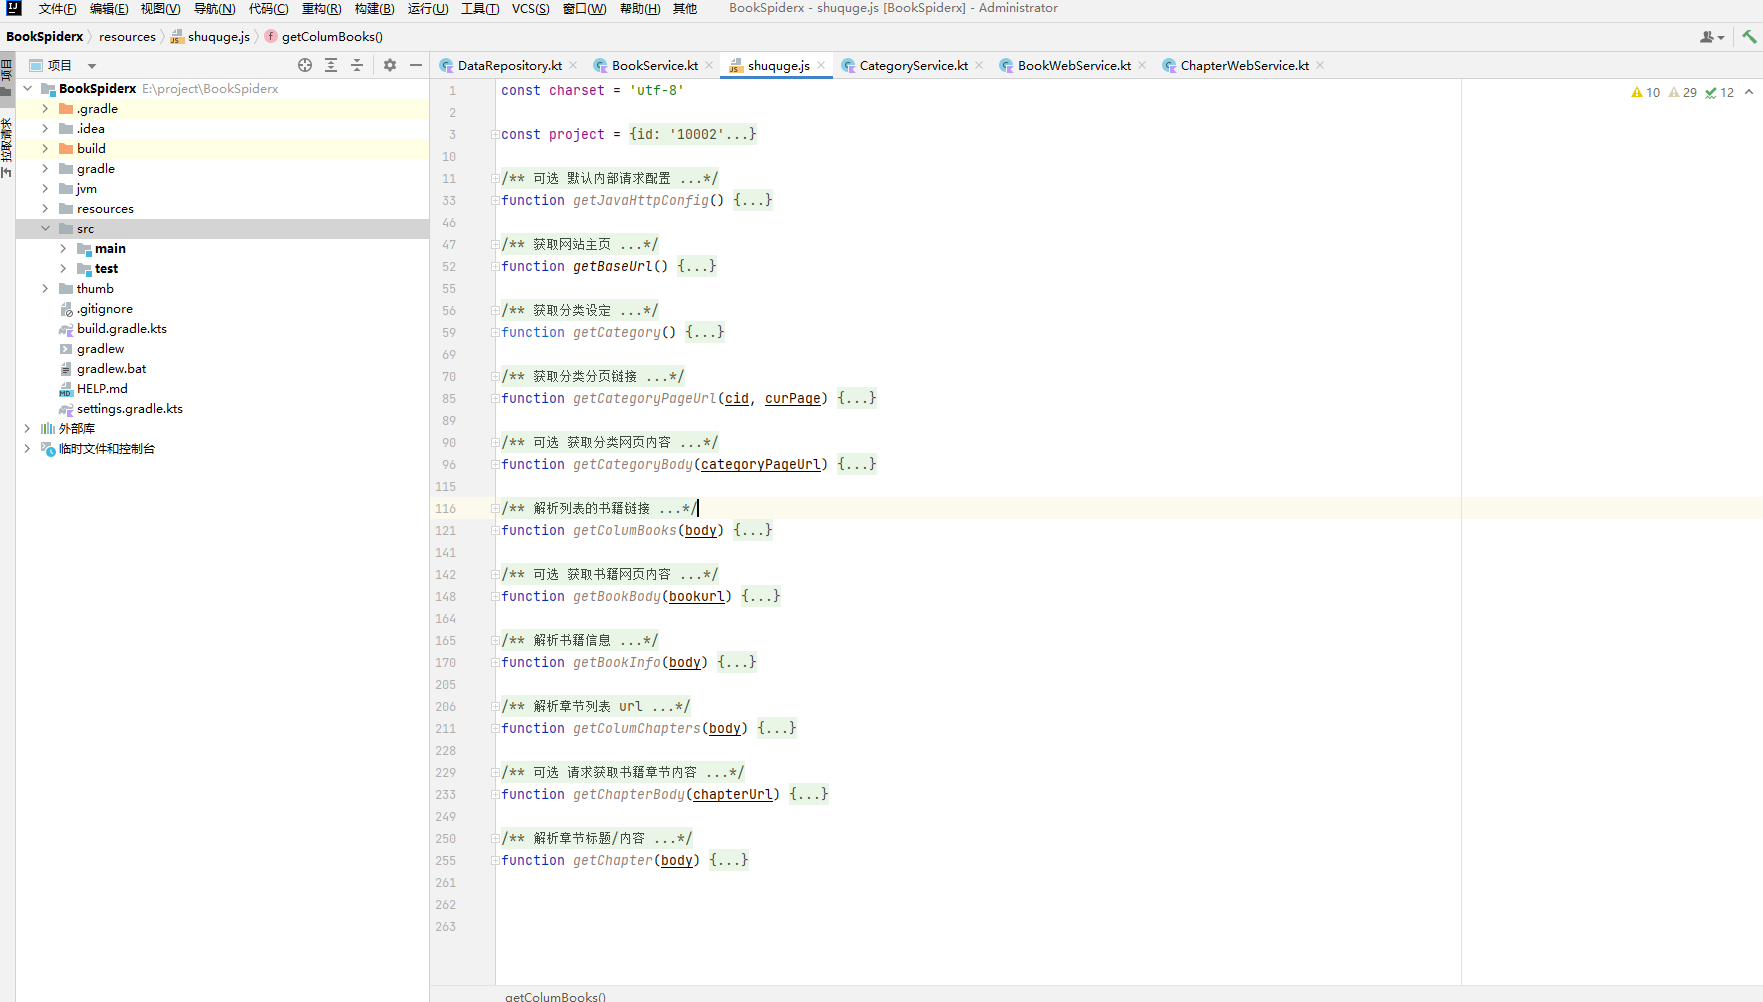 文件(F) 编辑(E) 视图(V) 导航(N) 代码(C) 重构(R) 构建(B) 运行(U) 工具(T) VCS(S) 窗口(W) 帮助(H) 其他 BookSpiderx - shuquge.js [BookSpiderx] - Administrator
BookSpiderx resources shuquge.js getColumBooks()
项目
拉取请求
项目
BookSpiderx E:\project\BookSpiderx
.gradle
.idea
build
gradle
jvm
resources
src
main
test
thumb
.gitignore
build.gradle.kts
gradlew
gradlew.bat
HELP.md
settings.gradle.kts
外部库
临时文件和控制台
DataRepository.kt BookService.kt shuquge.js CategoryService.kt BookWebService.kt ChapterWebService.kt
10 29 12
1 const charset = 'utf-8'
2
3 const project = {id: '10002'...}
10
11 /** 可选 默认内部请求配置 ...*/
33 function getJavaHttpConfig() {...}
46
47 /** 获取网站主页 ...*/
52 function getBaseUrl() {...}
55
56 /** 获取分类设定 ...*/
59 function getCategory() {...}
69
70 /** 获取分类分页链接 ...*/
85 function getCategoryPageUrl(cid, curPage) {...}
89
90 /** 可选 获取分类网页内容 ...*/
96 function getCategoryBody(categoryPageUrl) {...}
115
116 /** 解析列表的书籍链接 ...*/
121 function getColumBooks(body) {...}
141
142 /** 可选 获取书籍网页内容 ...*/
148 function getBookBody(bookurl) {...}
164
165 /** 解析书籍信息 ...*/
170 function getBookInfo(body) {...}
205
206 /** 解析章节列表 url ...*/
211 function getColumChapters(body) {...}
228
229 /** 可选 请求获取书籍章节内容 ...*/
233 function getChapterBody(chapterUrl) {...}
249
250 /** 解析章节标题/内容 ...*/
255 function getChapter(body) {...}
261
262
263
getColumBooks()